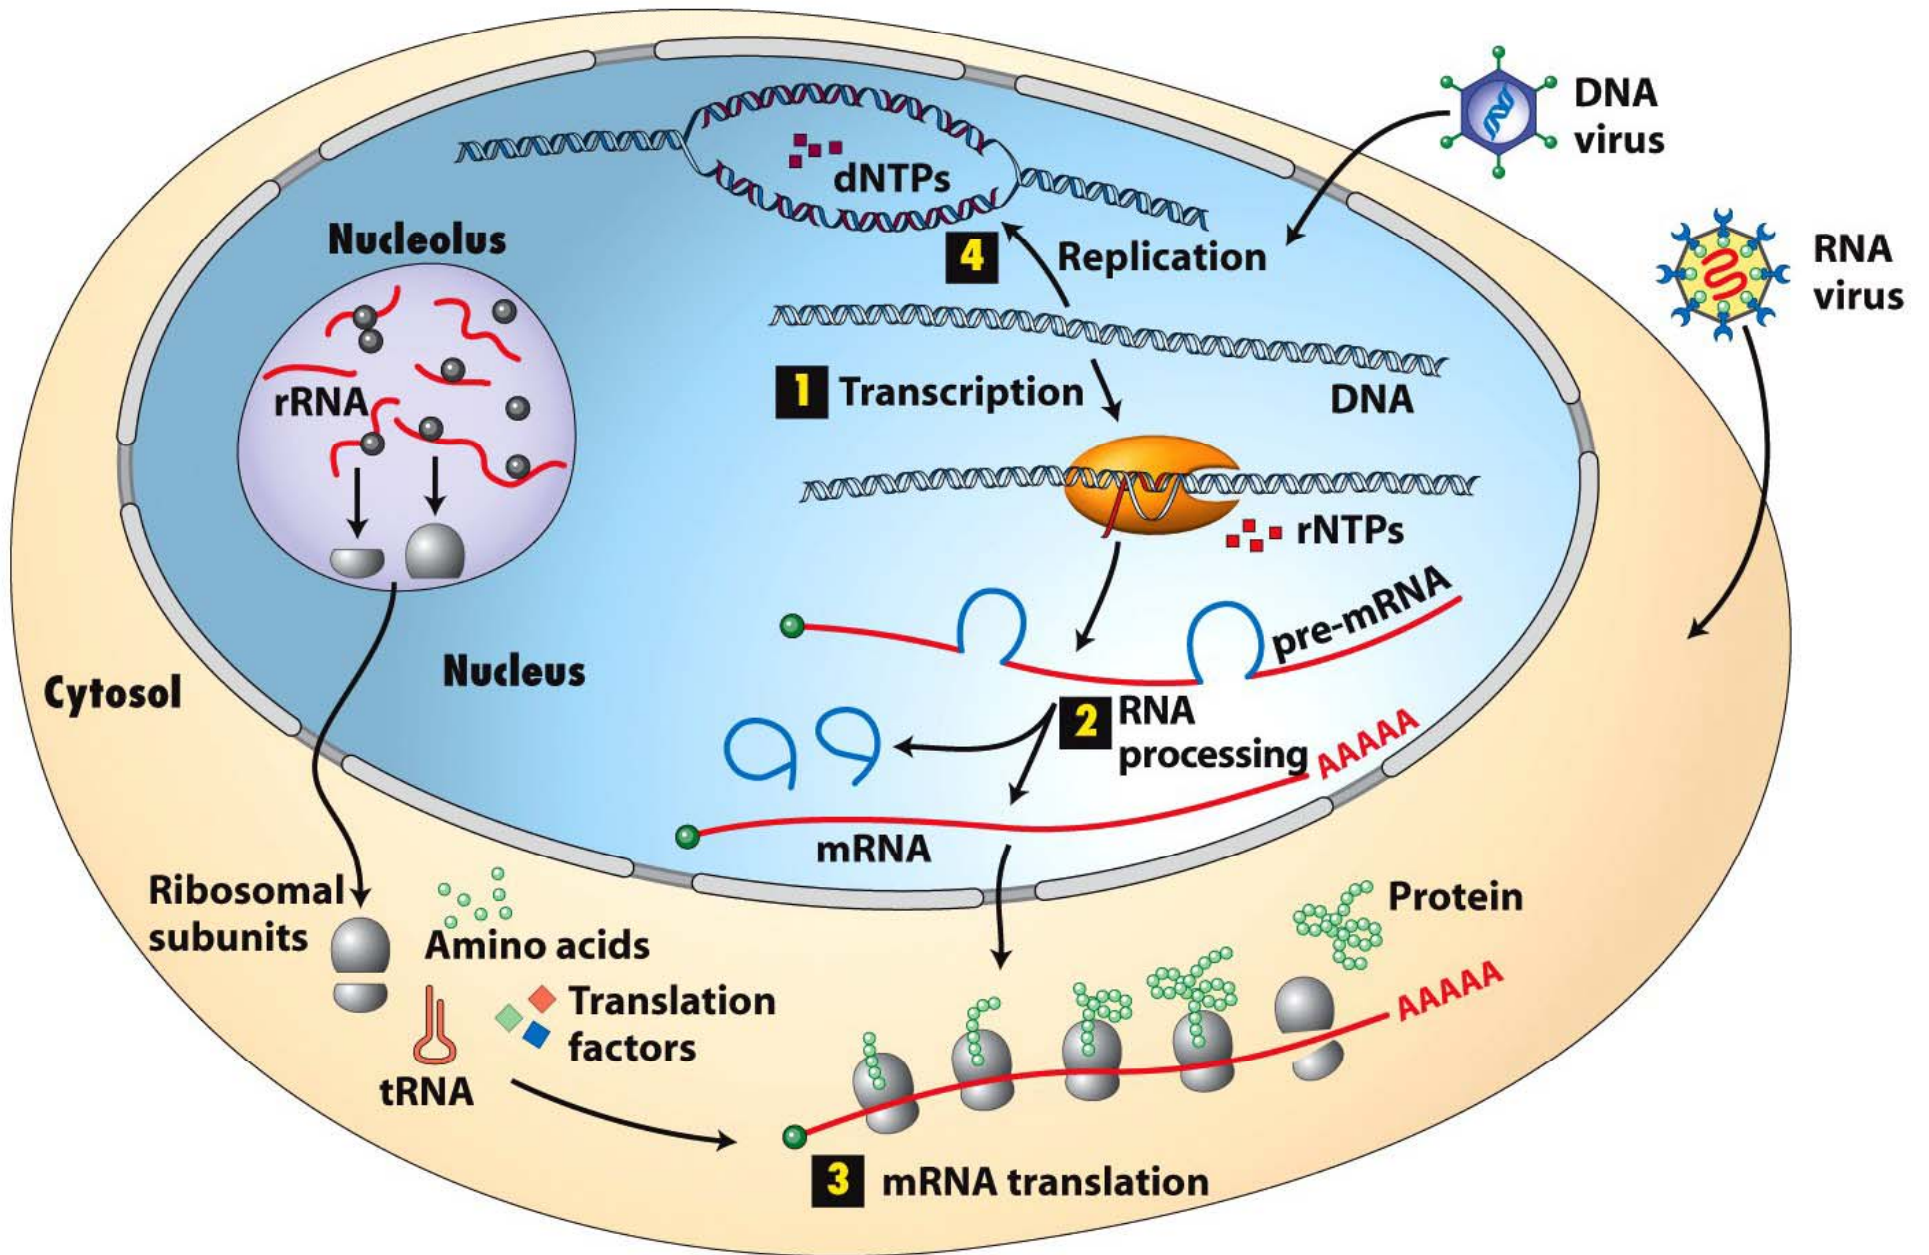 DNA
virus
dNTPs
Nucleolus
4 Replication
RNA
virus
1 Transcription
DNA
rRNA
rNTPs
pre-mRNA
Nucleus
Cytosol
2 RNA
processing
AAAAA
mRNA
Ribosomal
subunits
Amino acids
Protein
Translation
factors
AAAAA
tRNA
3 mRNA translation